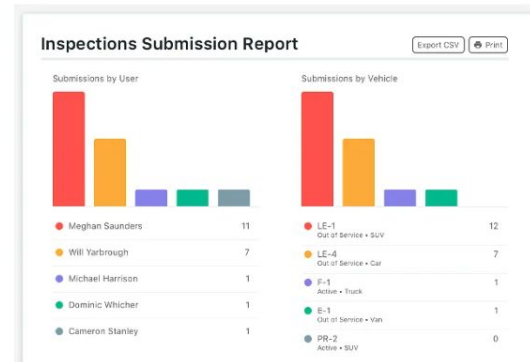 Inspections Submission Report
Export CSV
Print
Submissions by User
Meghan Saunders 11
Will Yarbrough 7
Michael Harrison 1
Dominic Whicher 1
Cameron Stanley 1
Submissions by Vehicle
LE-1 12
Out of Service • SUV
LE-4 7
Out of Service • Car
F-1 1
Active • Truck
E-1 1
Out of Service • Van
PR-2 0
Active • SUV